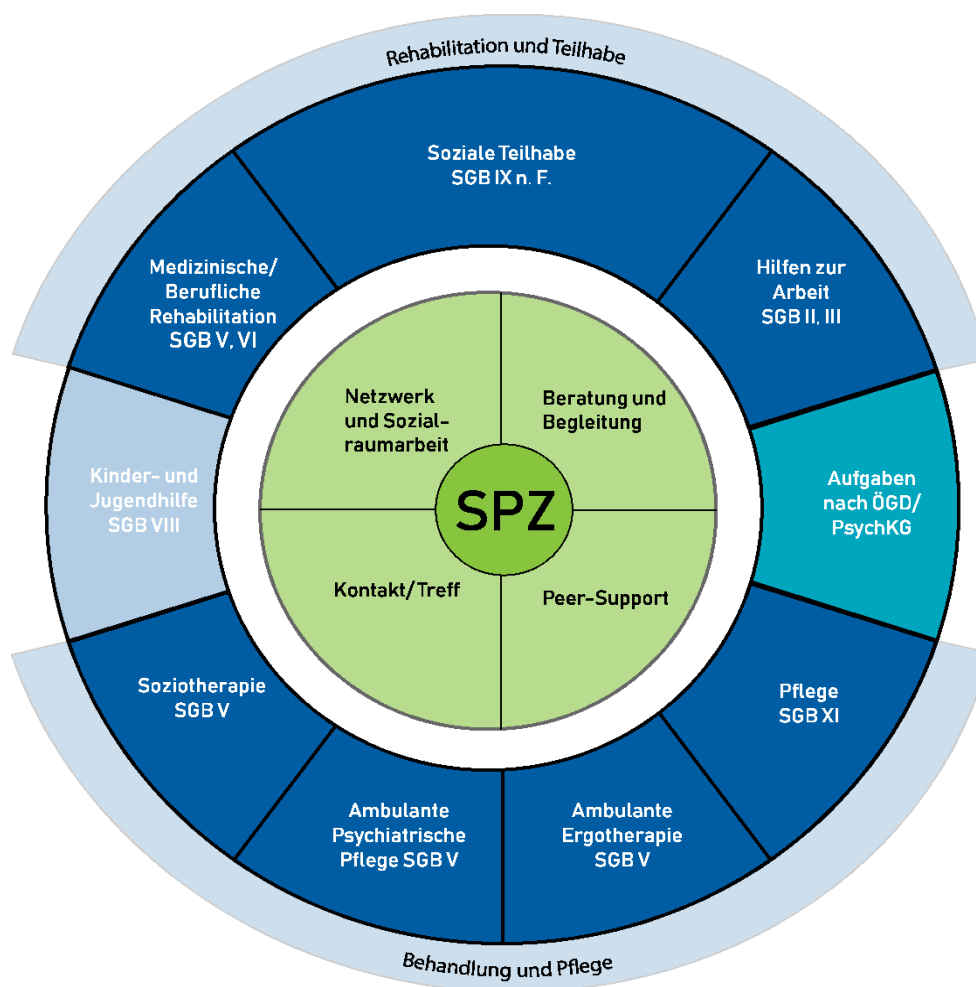 Rehabilitation und Teilhabe
Soziale Teilhabe
SGB IX n. F.
Medizinische/
Berufliche
Rehabilitation
SGB V, VI
Hilfen zur
Arbeit
SGB II, III
Netzwerk
und Sozial-
raumarbeit
Beratung und
Begleitung
Kinder- und
Jugendhilfe
SGB VIII
SPZ
Aufgaben
nach ÖGD/
PsychKG
Kontakt/Treff
Peer-Support
Soziotherapie
SGB V
Pflege
SGB XI
Ambulante
Psychiatrische
Pflege SGB V
Ambulante
Ergotherapie
SGB V
Behandlung und Pflege